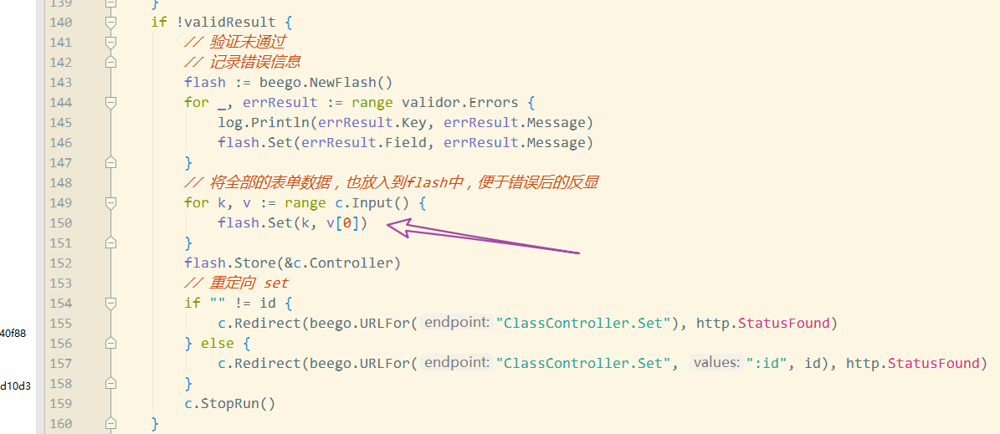 139 }
140 if !validResult {
141 // 验证未通过
142 // 记录错误信息
143 flash := beego.NewFlash()
144 for _, errResult := range validor.Errors {
145 log.Println(errResult.Key, errResult.Message)
146 flash.Set(errResult.Field, errResult.Message)
147 }
148 // 将全部的表单数据，也放入到flash中，便于错误后的反显
149 for k, v := range c.Input() {
150 flash.Set(k, v[0])
151 }
152 flash.Store(&c.Controller)
153 // 重定向 set
154 if "" != id {
155 c.Redirect(beego.URLFor( endpoint: "ClassController.Set"), http.StatusFound)
40f88
156 } else {
157 c.Redirect(beego.URLFor( endpoint: "ClassController.Set", values: ":id", id), http.StatusFound)
d10d3
158 }
159 c.StopRun()
160 }